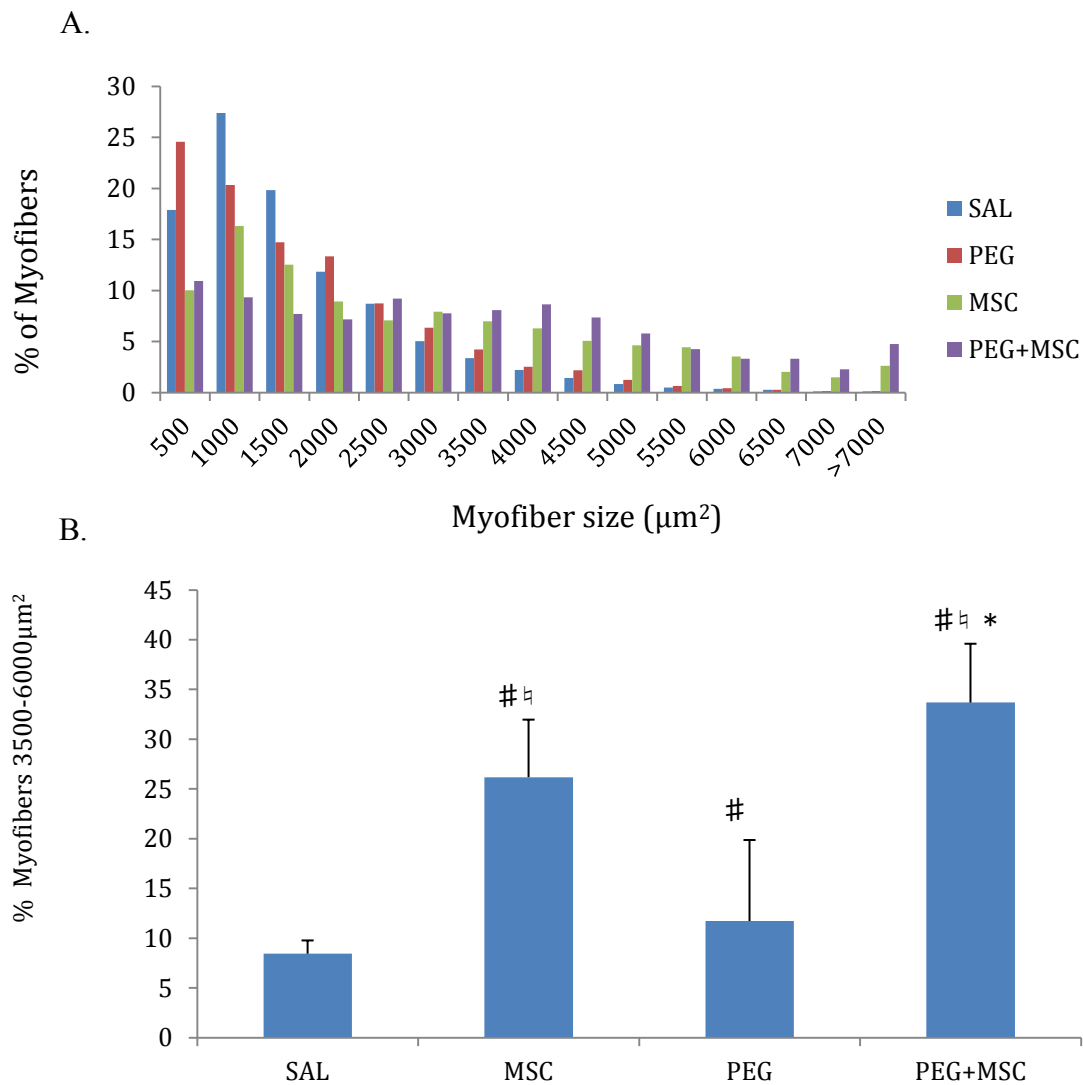 A.
30
25
20
15
10
5
0
% of Myofibers
500 1000 1500 2000 2500 3000 3500 4000 4500 5000 5500 6000 6500 7000 >7000
Myofiber size (µm²)
SAL
PEG
MSC
PEG+MSC
B.
45
40
35
30
25
20
15
10
5
0
% Myofibers 3500-6000µm²
♯♮
♯
♯♮ *
SAL MSC PEG PEG+MSC